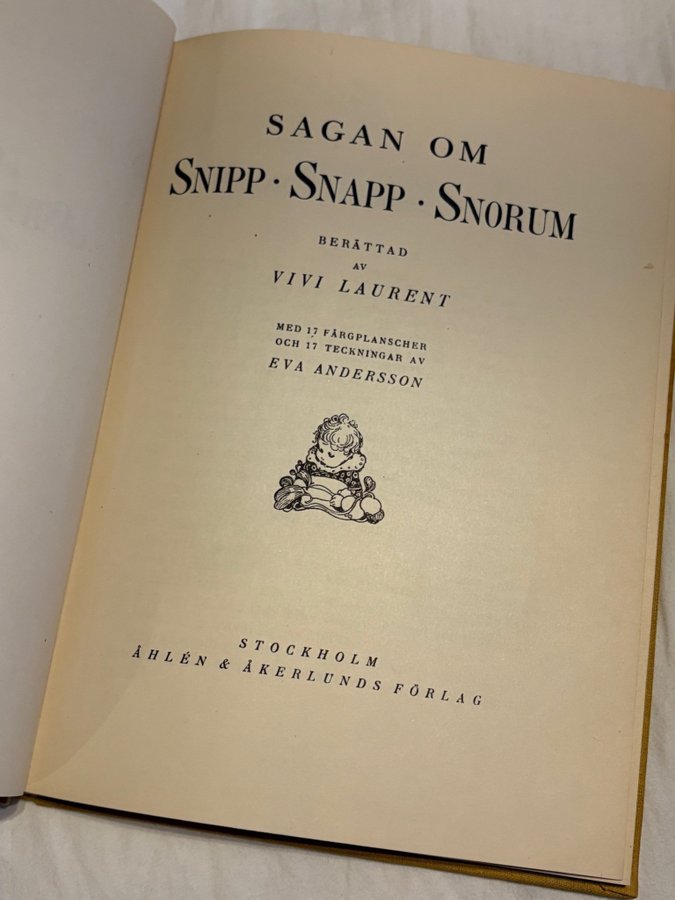 SAGAN OM
SNIPP · SNAPP · SNORUM
BERÄTTAD
AV
VIVI LAURENT
MED 17 FÄRGPLANSCHER
OCH 17 TECKNINGAR AV
EVA ANDERSSON
STOCKHOLM
ÅHLÉN & ÅKERLUNDS FÖRLAG